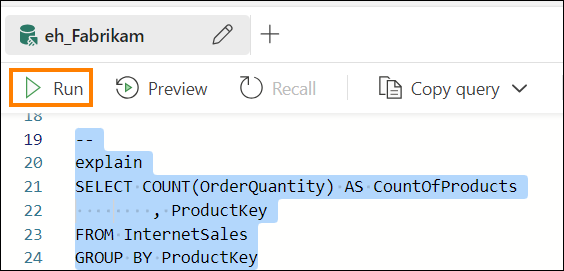 eh_Fabrikam
Run Preview Recall Copy query
18
19 --
20 explain
21 SELECT COUNT(OrderQuantity) AS CountOfProducts
22 , ProductKey
23 FROM InternetSales
24 GROUP BY ProductKey